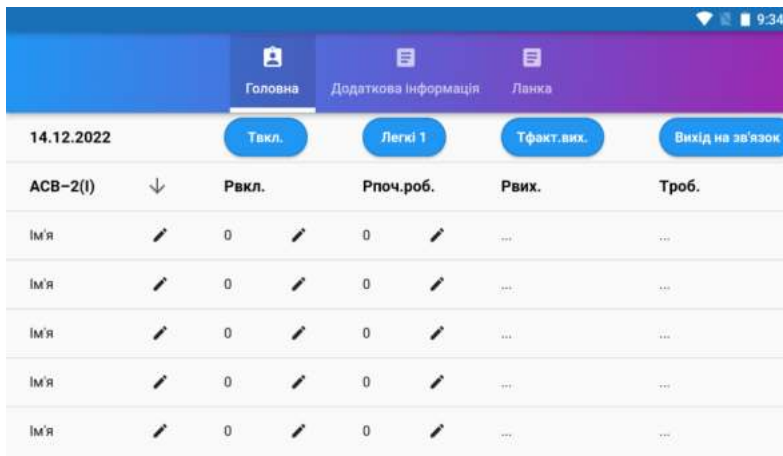 9:34
Головна Додаткова інформація Ланка
14.12.2022 Твкл. Легкі 1 Тфакт.вих. Вихід на зв'язок
АСВ–2(І) Рвкл. Рпоч.роб. Рвих. Троб.
Ім'я 0 0 ... ...
Ім'я 0 0 ... ...
Ім'я 0 0 ... ...
Ім'я 0 0 ... ...
Ім'я 0 0 ... ...